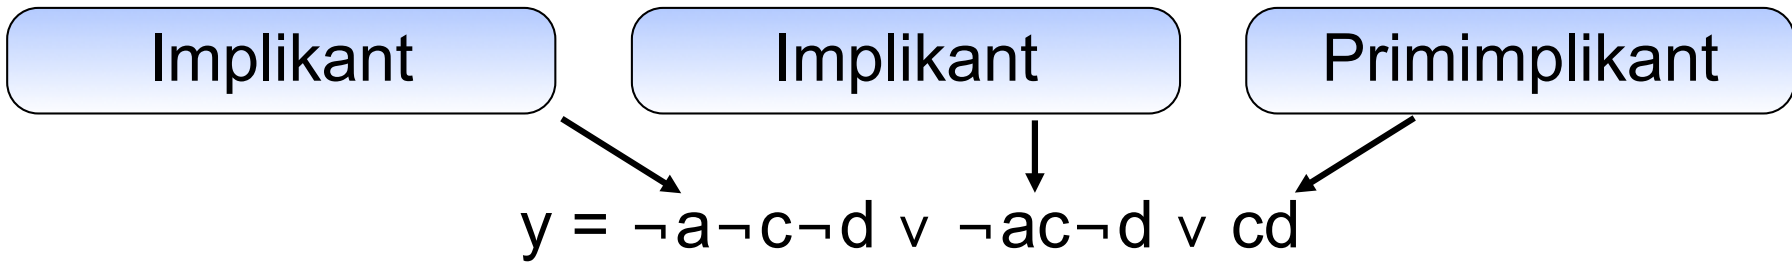 Implikant Implikant Primimplikant
y = ¬a¬c¬d ∨ ¬ac¬d ∨ cd